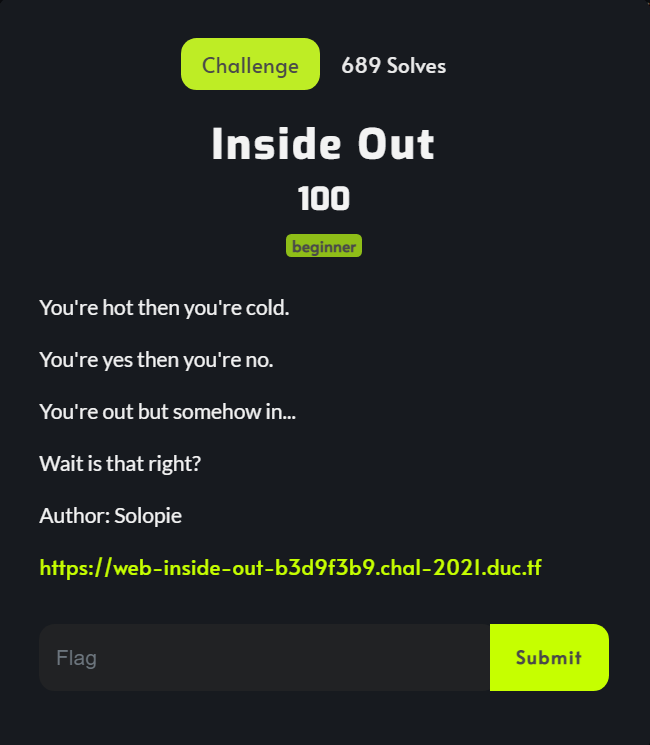 Challenge
689 Solves
Inside Out
100
beginner
You're hot then you're cold.
You're yes then you're no.
You're out but somehow in...
Wait is that right?
Author: Solopie
https://web-inside-out-b3d9f3b9.chal-2021.duc.tf
Flag
Submit